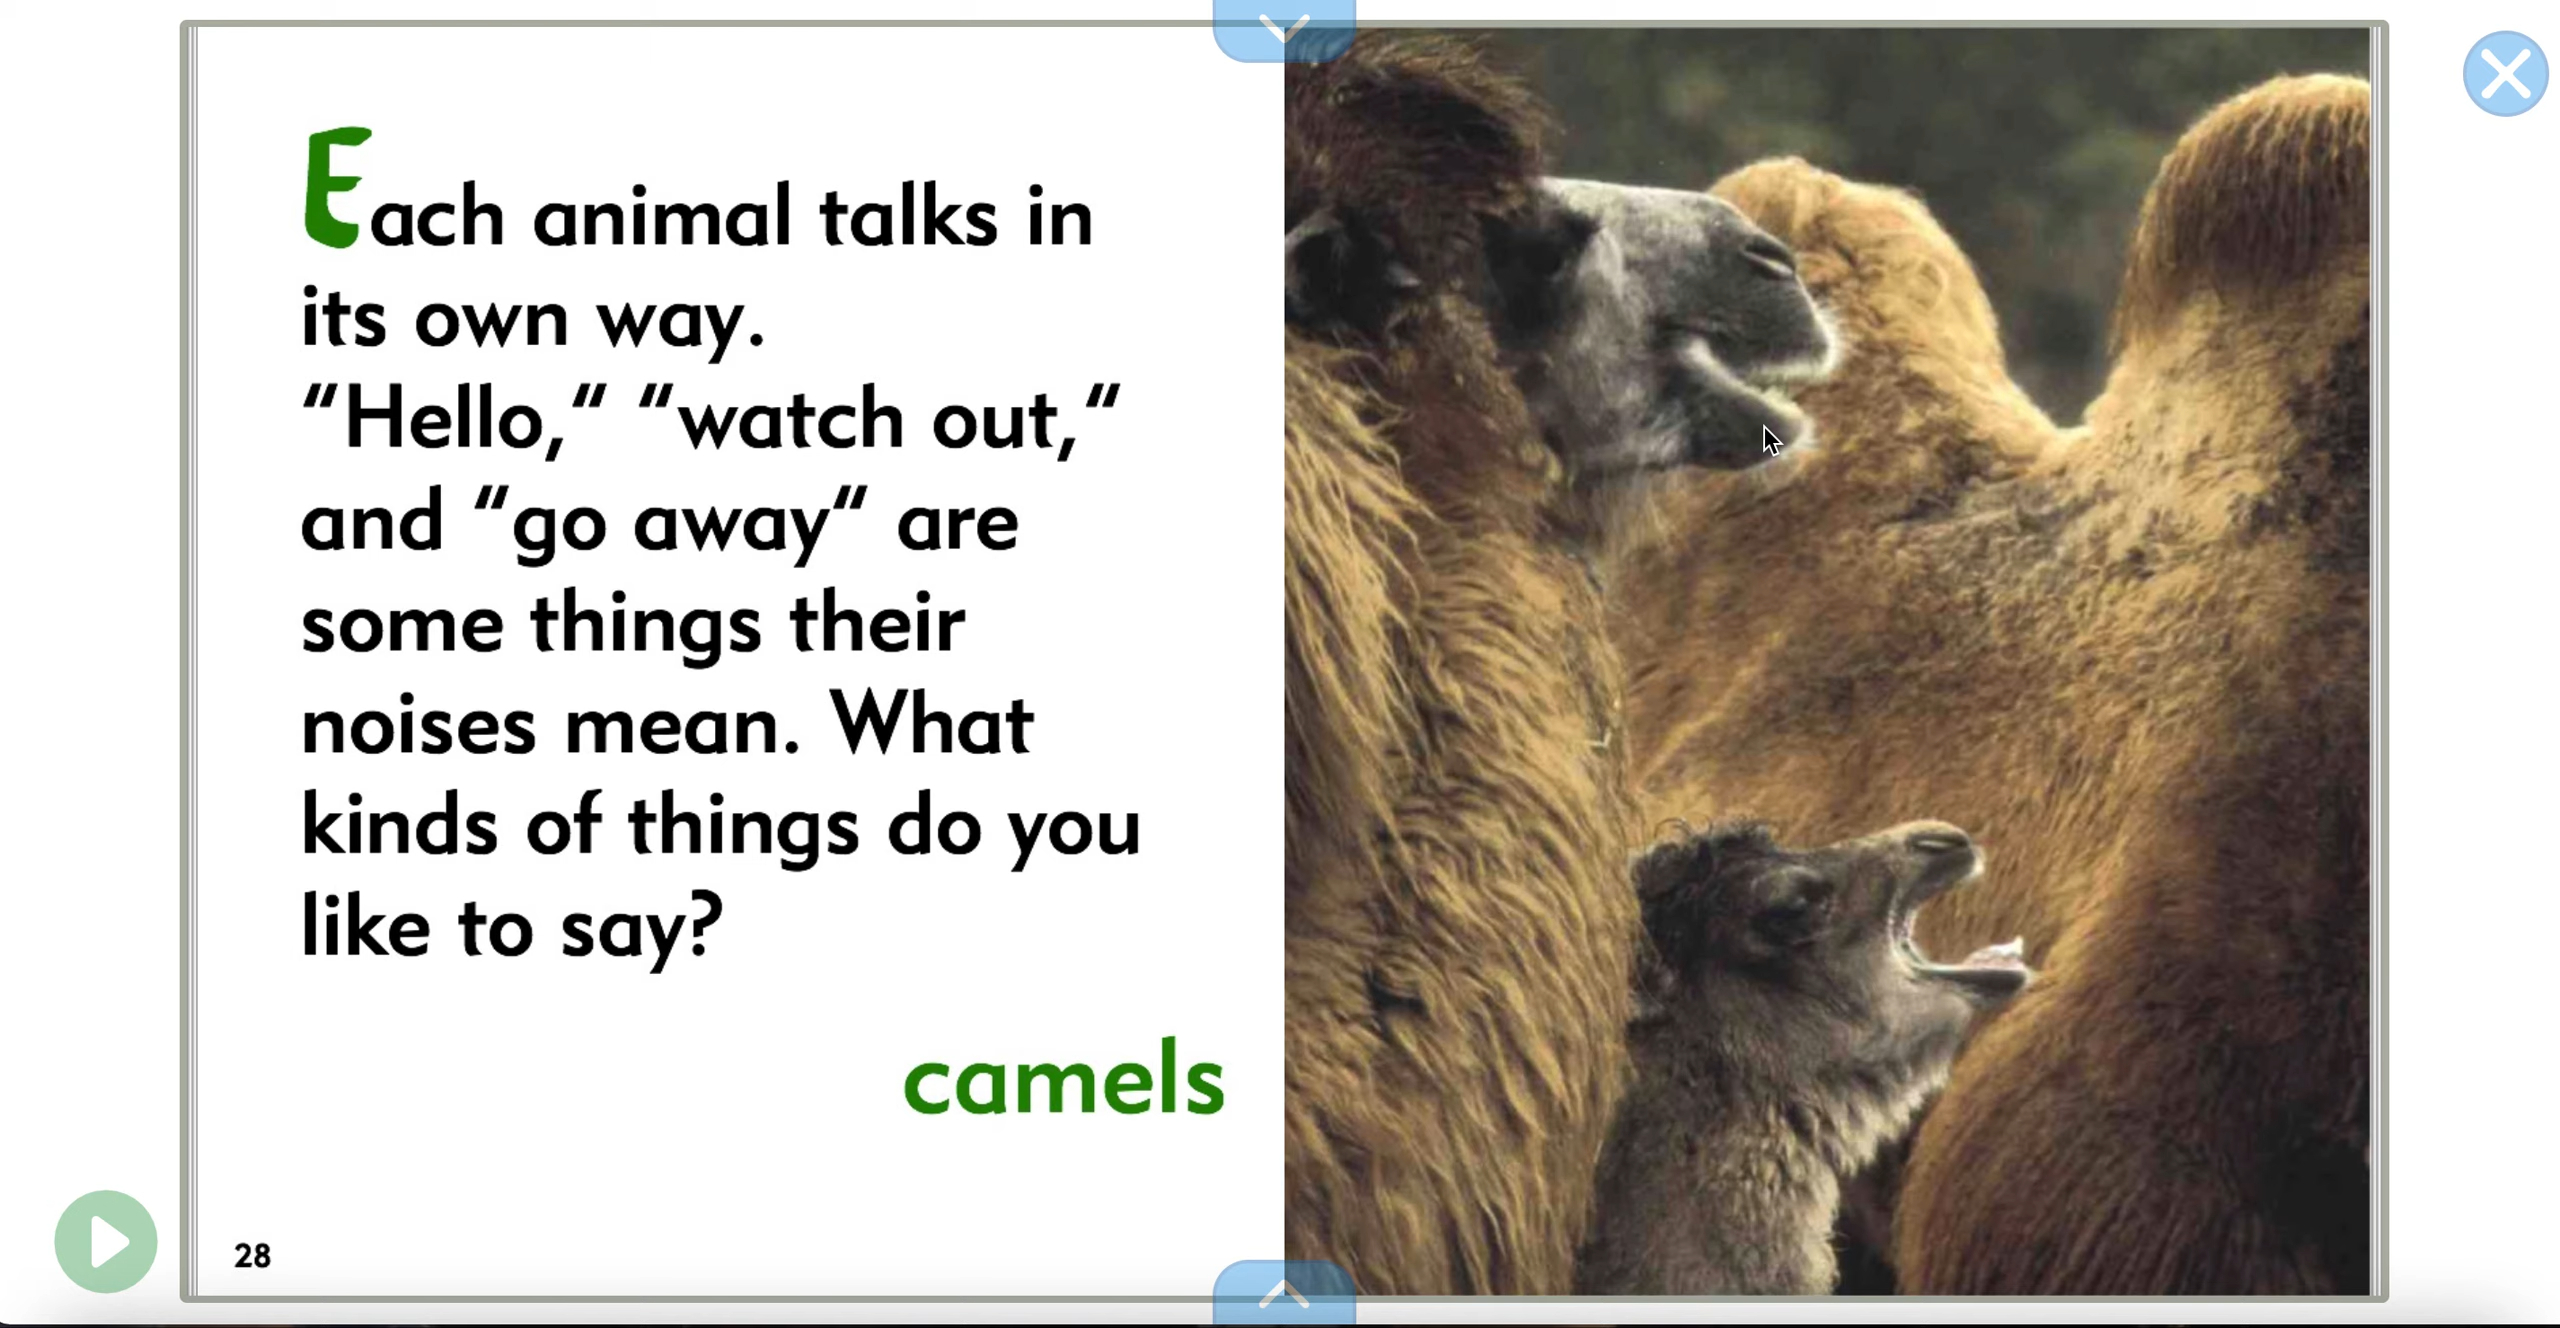 Each animal talks in
its own way.
“Hello,“ “watch out,“
and “go away“ are
some things their
noises mean. What
kinds of things do you
like to say?
camels
28